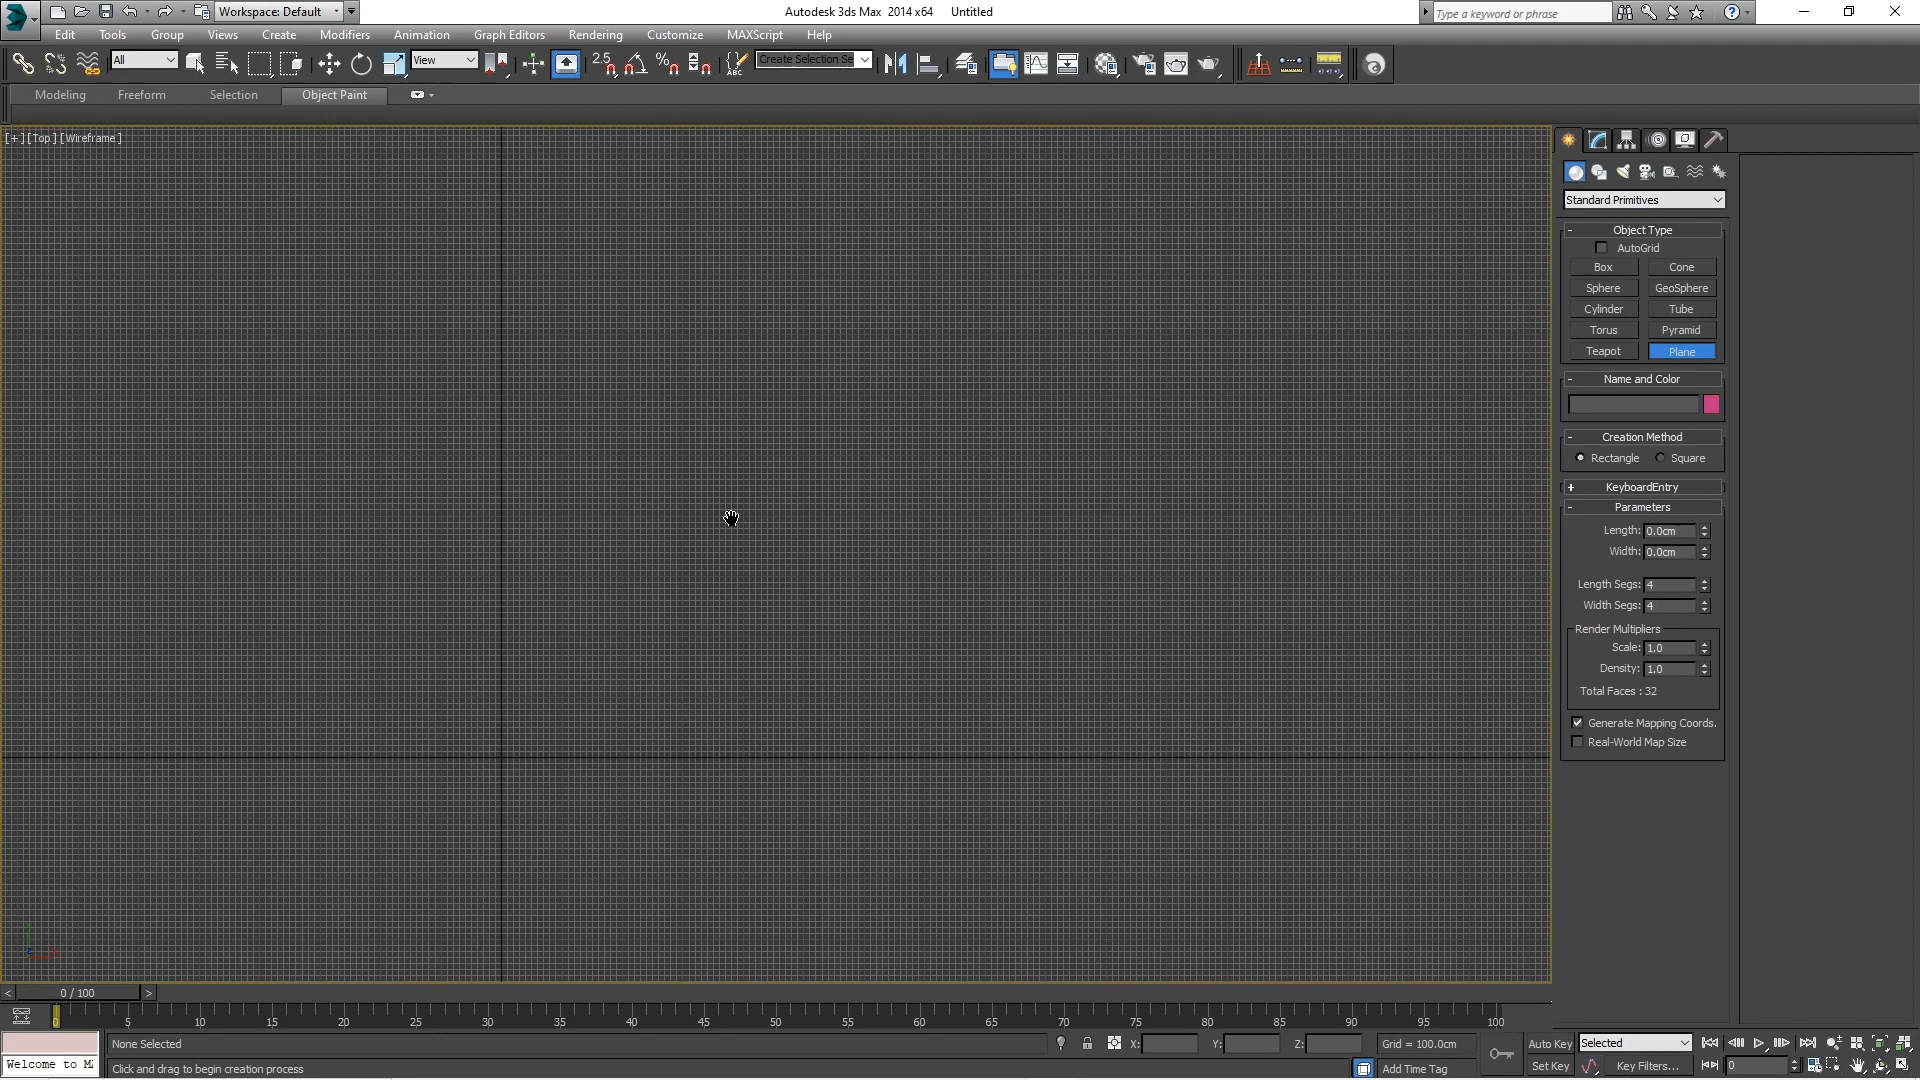 Workspace: Default
Autodesk 3ds Max 2014 x64 Untitled
Type a keyword or phrase
Edit Tools Group Views Create Modifiers Animation Graph Editors Rendering Customize MAXScript Help
All
View
2.5
ABC
Create Selection Se
Modeling Freeform Selection Object Paint
[+][Top][Wireframe]
Standard Primitives
- Object Type
AutoGrid
Box Cone
Sphere GeoSphere
Cylinder Tube
Torus Pyramid
Teapot Plane
- Name and Color
- Creation Method
Rectangle Square
+ KeyboardEntry
- Parameters
Length: 0.0cm
Width: 0.0cm
Length Segs: 4
Width Segs: 4
Render Multipliers
Scale: 1.0
Density: 1.0
Total Faces : 32
Generate Mapping Coords.
Real-World Map Size
< 0 / 100 >
0 5 10 15 20 25 30 35 40 45 50 55 60 65 70 75 80 85 90 95 100
None Selected X: Y: Z: Grid = 100.0cm Auto Key Selected
Welcome to M Click and drag to begin creation process Add Time Tag Set Key Key Filters... 0